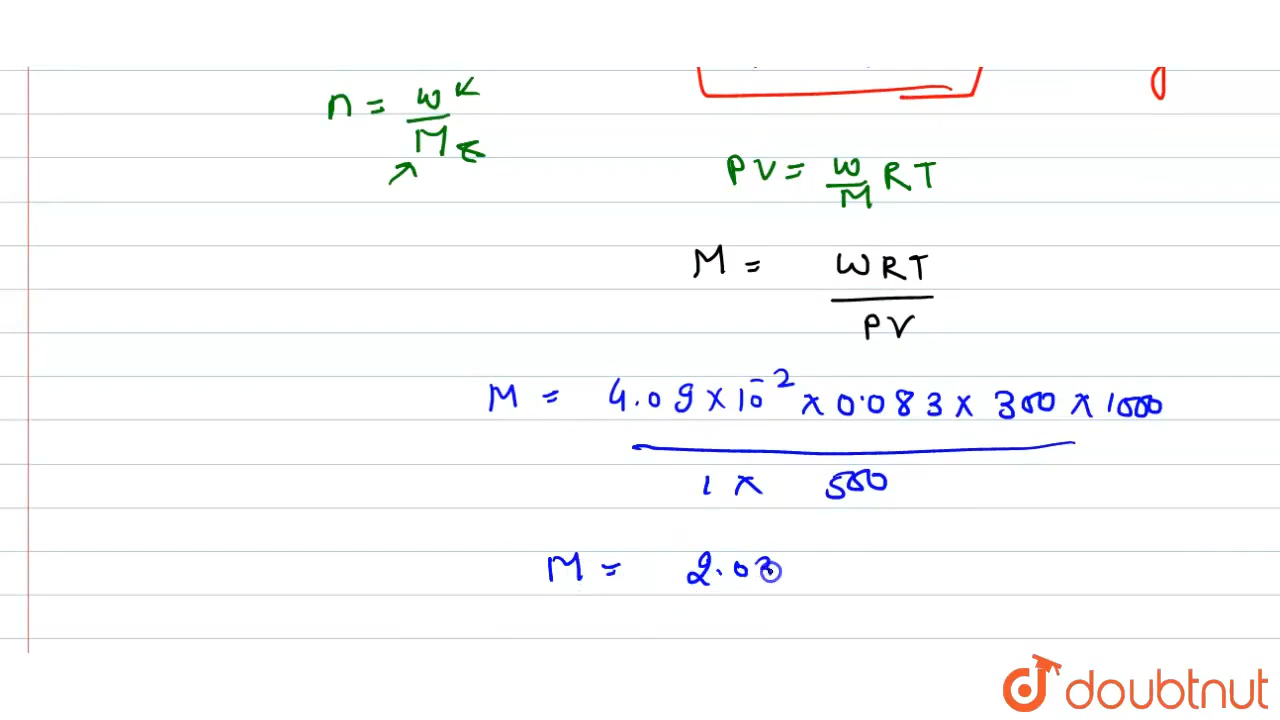 n = w/M
PV = w/M RT
M = WRT/PV
M = 4.09 × 10⁻² × 0.083 × 300 × 1000 / 1 × 500
M = 2.03
doubtnut